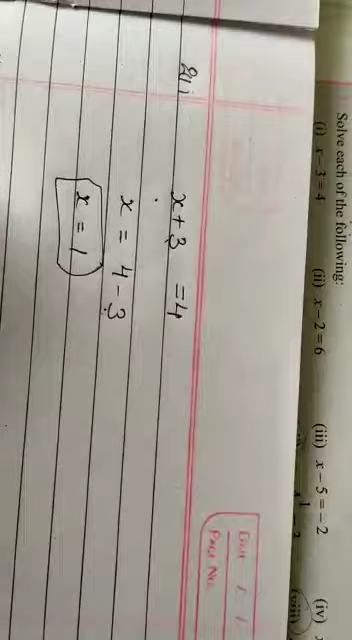 Solve each of the following:
(i) x – 3 = 4 (ii) x – 2 = 6 (iii) x – 5 = – 2 (iv)
(viii)
DATE / /
PAGE NO.
x + 3 = 4
x = 4 - 3
x = 1